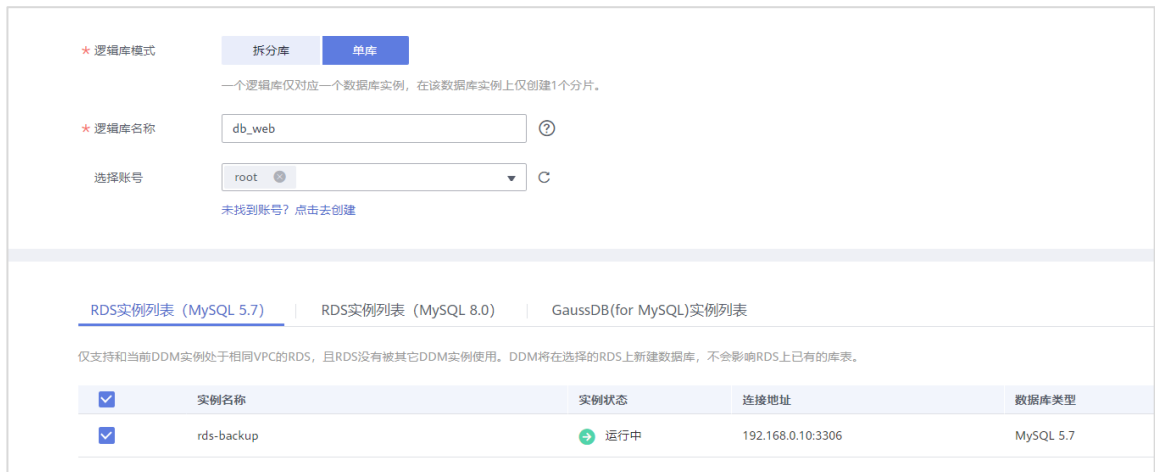 * 逻辑库模式 拆分库 单库
一个逻辑库仅对应一个数据库实例，在该数据库实例上仅创建1个分片。
* 逻辑库名称 db_web
选择账号 root
未找到账号？点击去创建
RDS实例列表（MySQL 5.7） RDS实例列表（MySQL 8.0） GaussDB(for MySQL)实例列表
仅支持和当前DDM实例处于相同VPC的RDS，且RDS没有被其它DDM实例使用。DDM将在选择的RDS上新建数据库，不会影响RDS上已有的库表。
实例名称 实例状态 连接地址 数据库类型
rds-backup 运行中 192.168.0.10:3306 MySQL 5.7